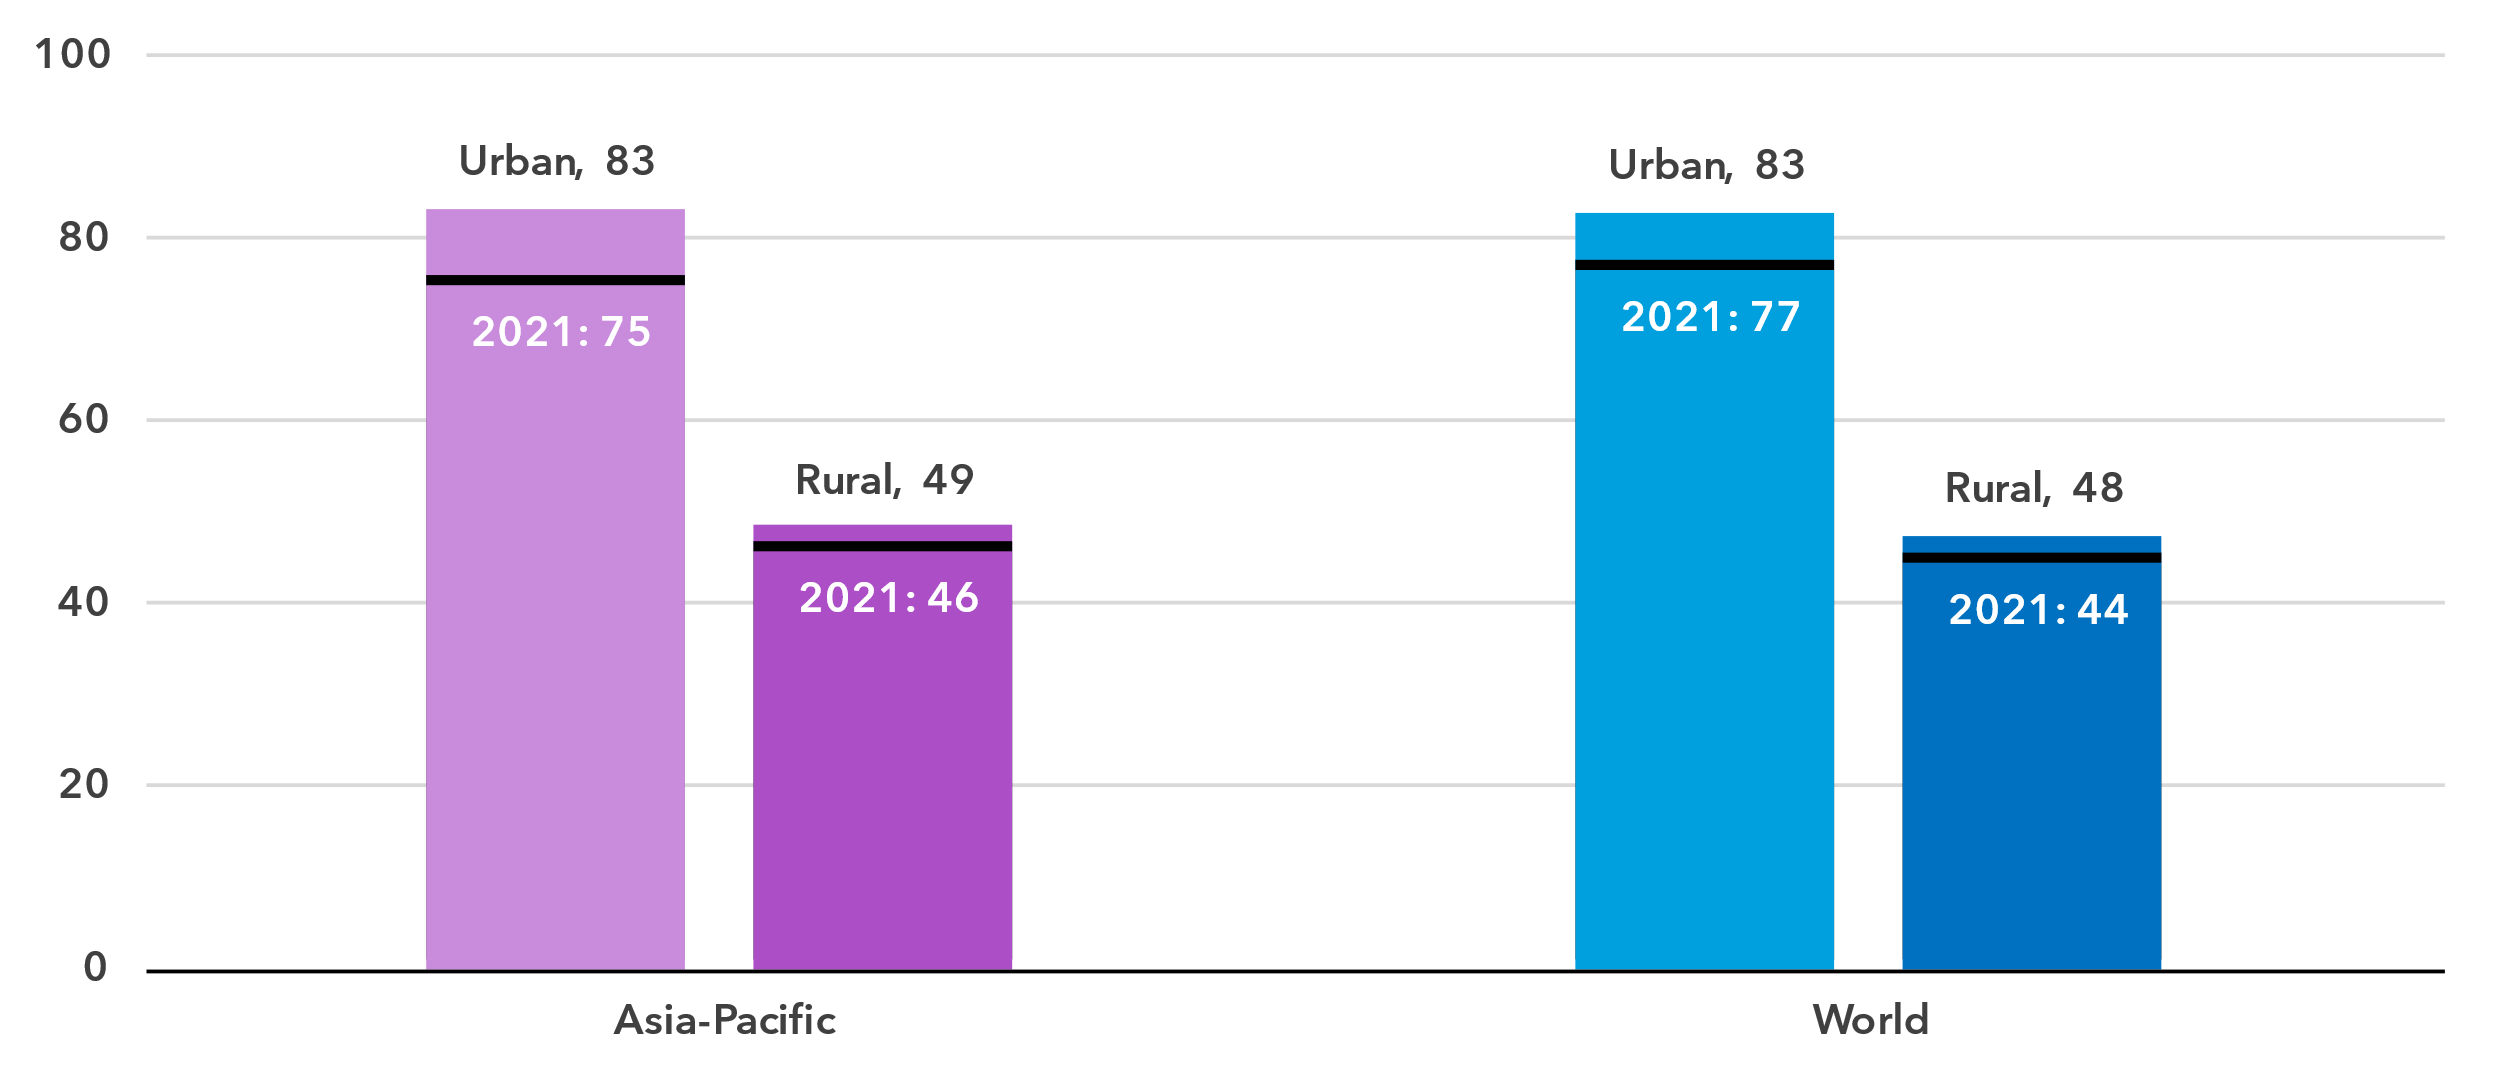 100
80
60
40
20
0
Urban, 83
2021: 75
Rural, 49
2021: 46
Urban, 83
2021: 77
Rural, 48
2021: 44
Asia-Pacific
World